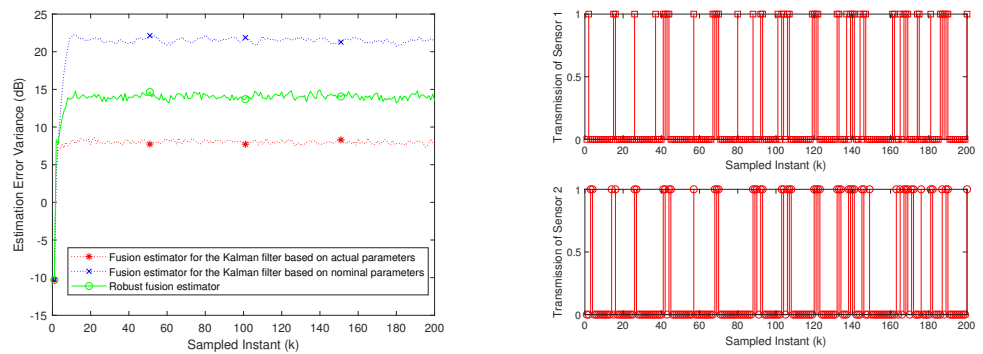 Estimation Error Variance (dB)
25
20
15
10
5
0
-5
-10
-15
0 20 40 60 80 100 120 140 160 180 200
Sampled Instant (k)
Fusion estimator for the Kalman filter based on actual parameters
Fusion estimator for the Kalman filter based on nominal parameters
Robust fusion estimator
Transmission of Sensor 1
1
0.5
0
0 20 40 60 80 100 120 140 160 180 200
Sampled Instant (k)
Transmission of Sensor 2
1
0.5
0
0 20 40 60 80 100 120 140 160 180 200
Sampled Instant (k)